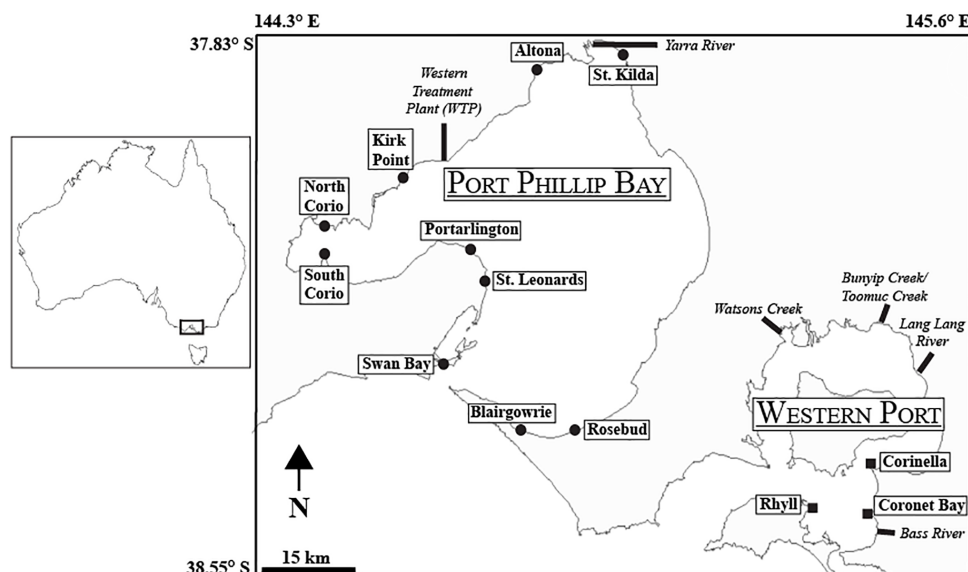 144.3° E
145.6° E
37.83° S
Altona
Yarra River
St. Kilda
Western
Treatment
Plant (WTP)
Kirk
Point
PORT PHILLIP BAY
North
Corio
Portarlington
South
Corio
St. Leonards
Bunyip Creek/
Toomuc Creek
Watsons Creek
Lang Lang
River
Swan Bay
Blairgowrie
Rosebud
WESTERN PORT
Corinella
N
Rhyll
Coronet Bay
Bass River
15 km
38.55° S